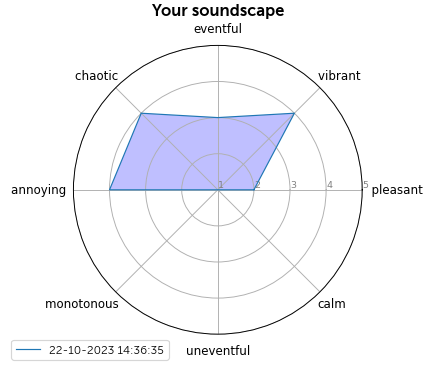 Your soundscape
eventful
chaotic
vibrant
annoying
1 2 3 4 5
pleasant
monotonous
calm
22-10-2023 14:36:35
uneventful